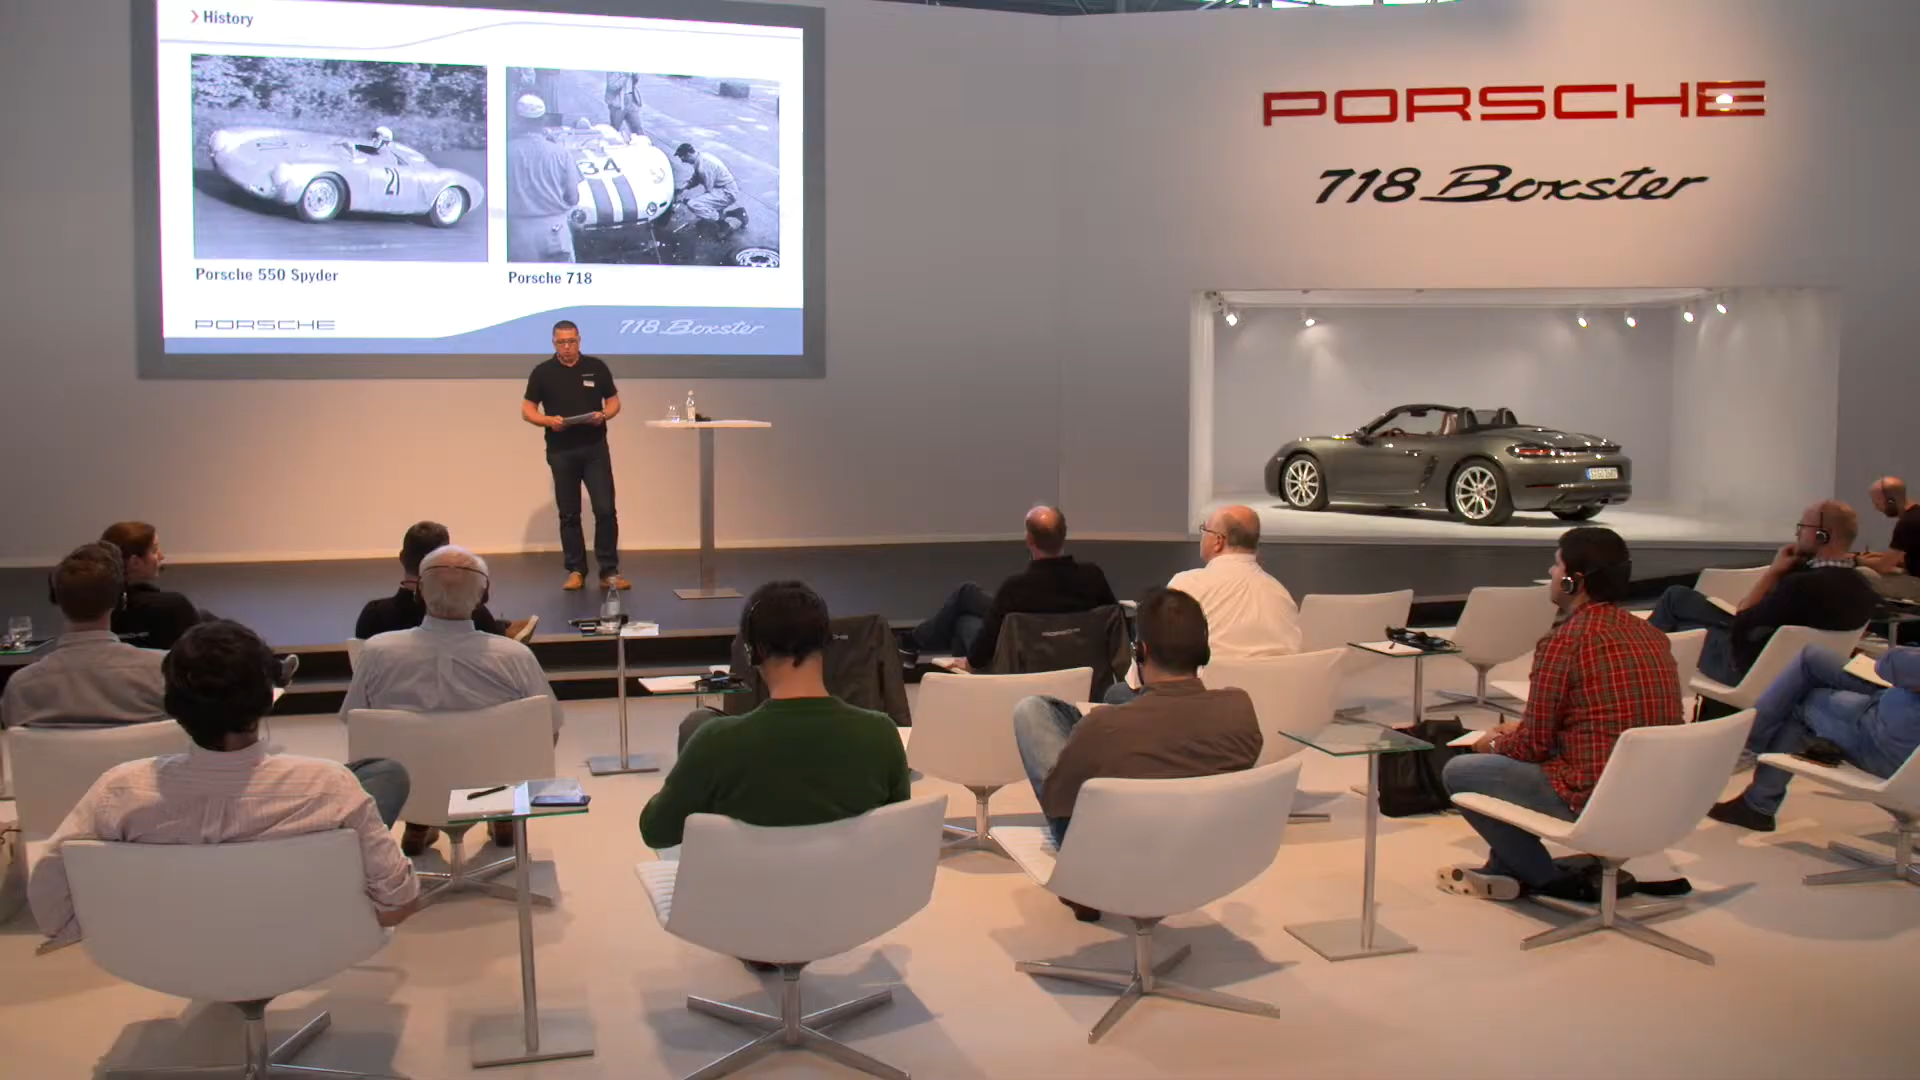 History
21
34
Porsche 550 Spyder
Porsche 718
PORSCHE
718 Boxster
PORSCHE
718 Boxster